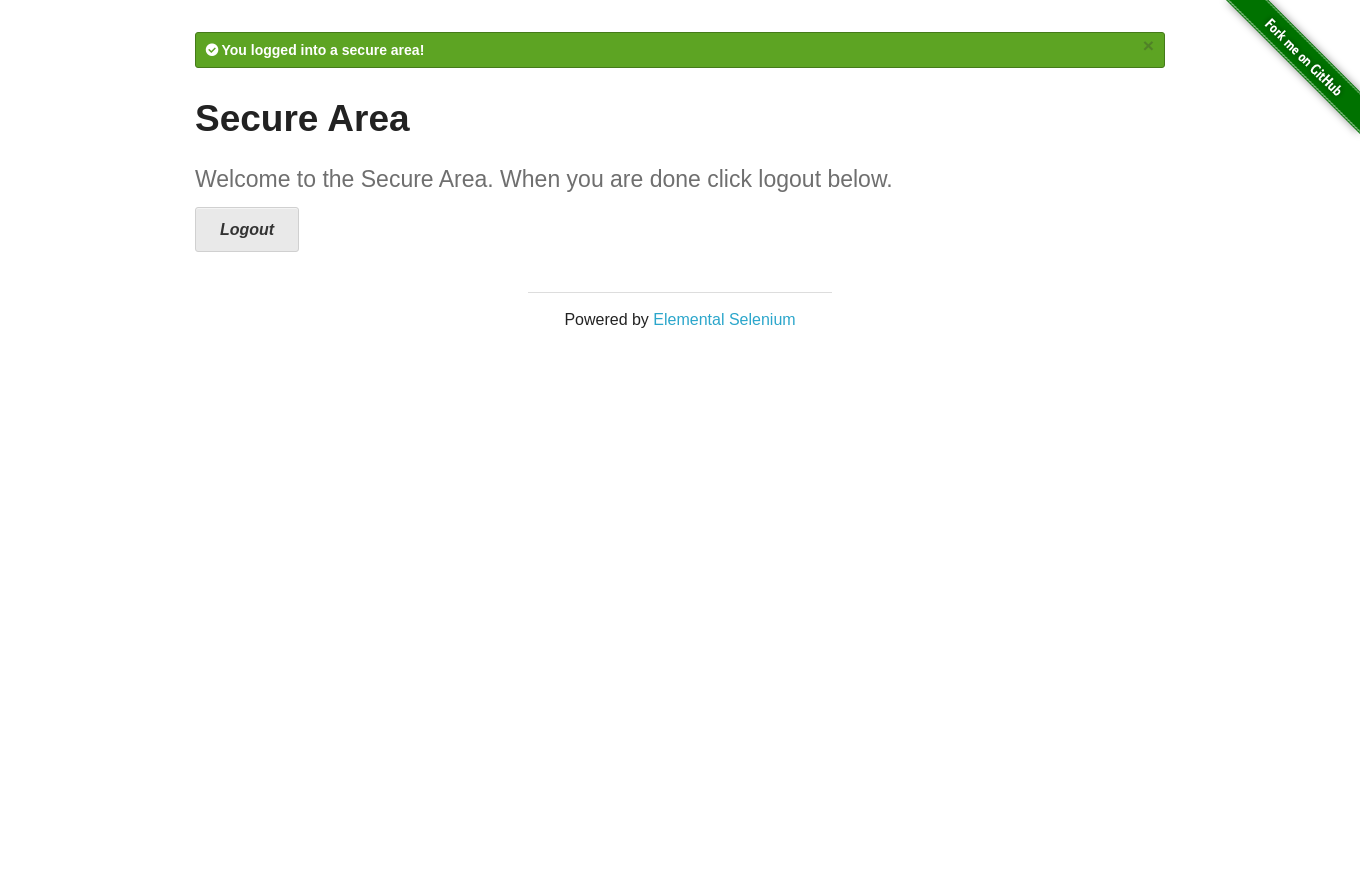 You logged into a secure area!
×
Fork me on GitHub
Secure Area
Welcome to the Secure Area. When you are done click logout below.
Logout
Powered by Elemental Selenium